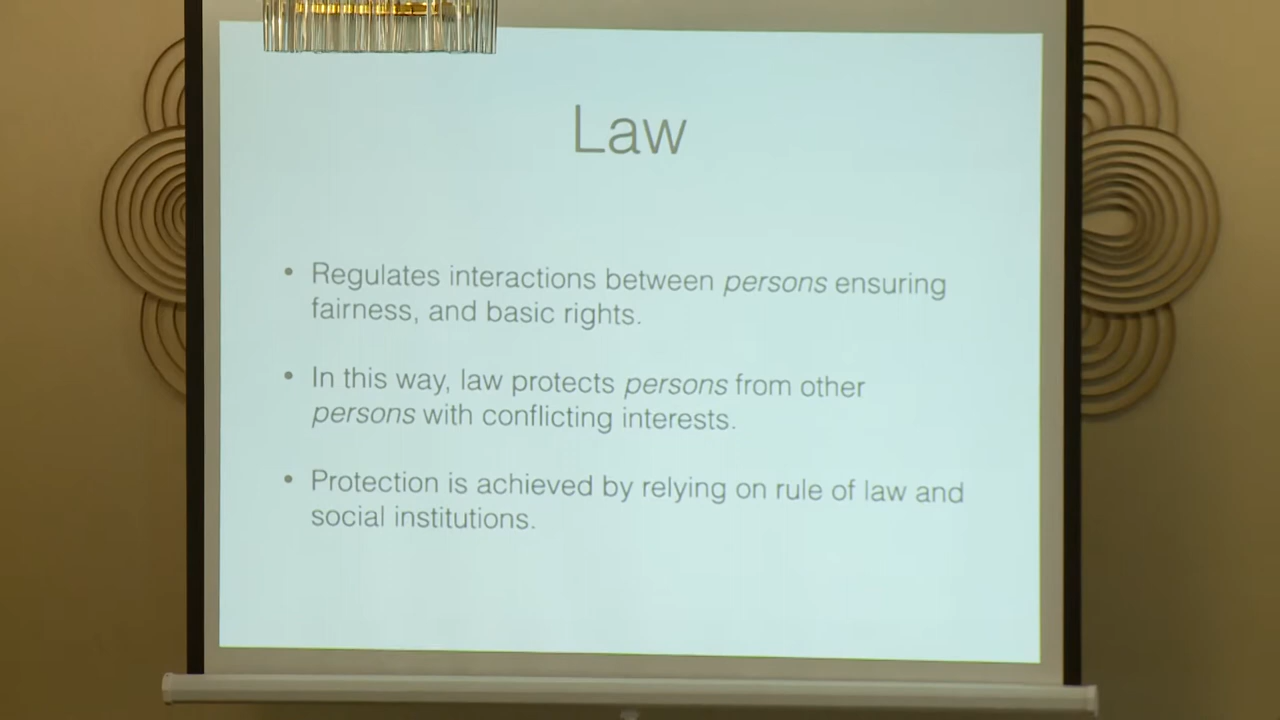 Law
• Regulates interactions between persons ensuring
fairness, and basic rights.
• In this way, law protects persons from other
persons with conflicting interests.
• Protection is achieved by relying on rule of law and
social institutions.